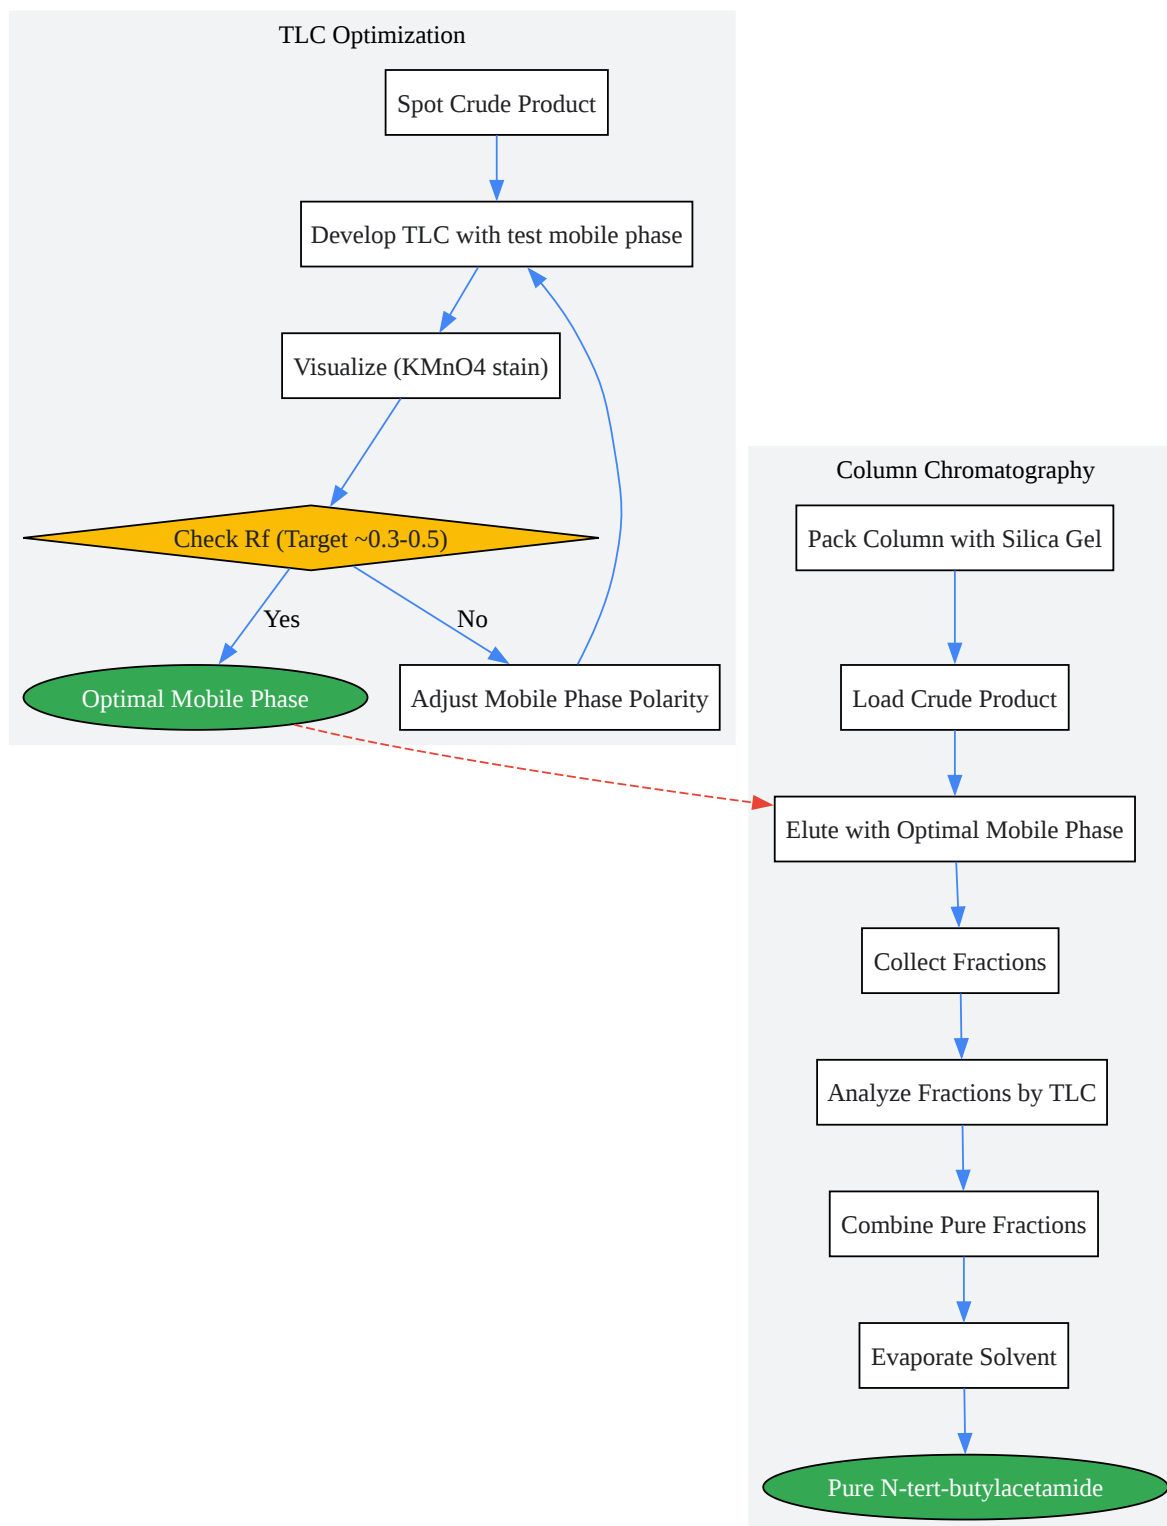 TLC Optimization
Spot Crude Product
Develop TLC with test mobile phase
Visualize (KMnO4 stain)
Check Rf (Target ~0.3-0.5)
Yes
No
Optimal Mobile Phase
Adjust Mobile Phase Polarity
Column Chromatography
Pack Column with Silica Gel
Load Crude Product
Elute with Optimal Mobile Phase
Collect Fractions
Analyze Fractions by TLC
Combine Pure Fractions
Evaporate Solvent
Pure N-tert-butylacetamide